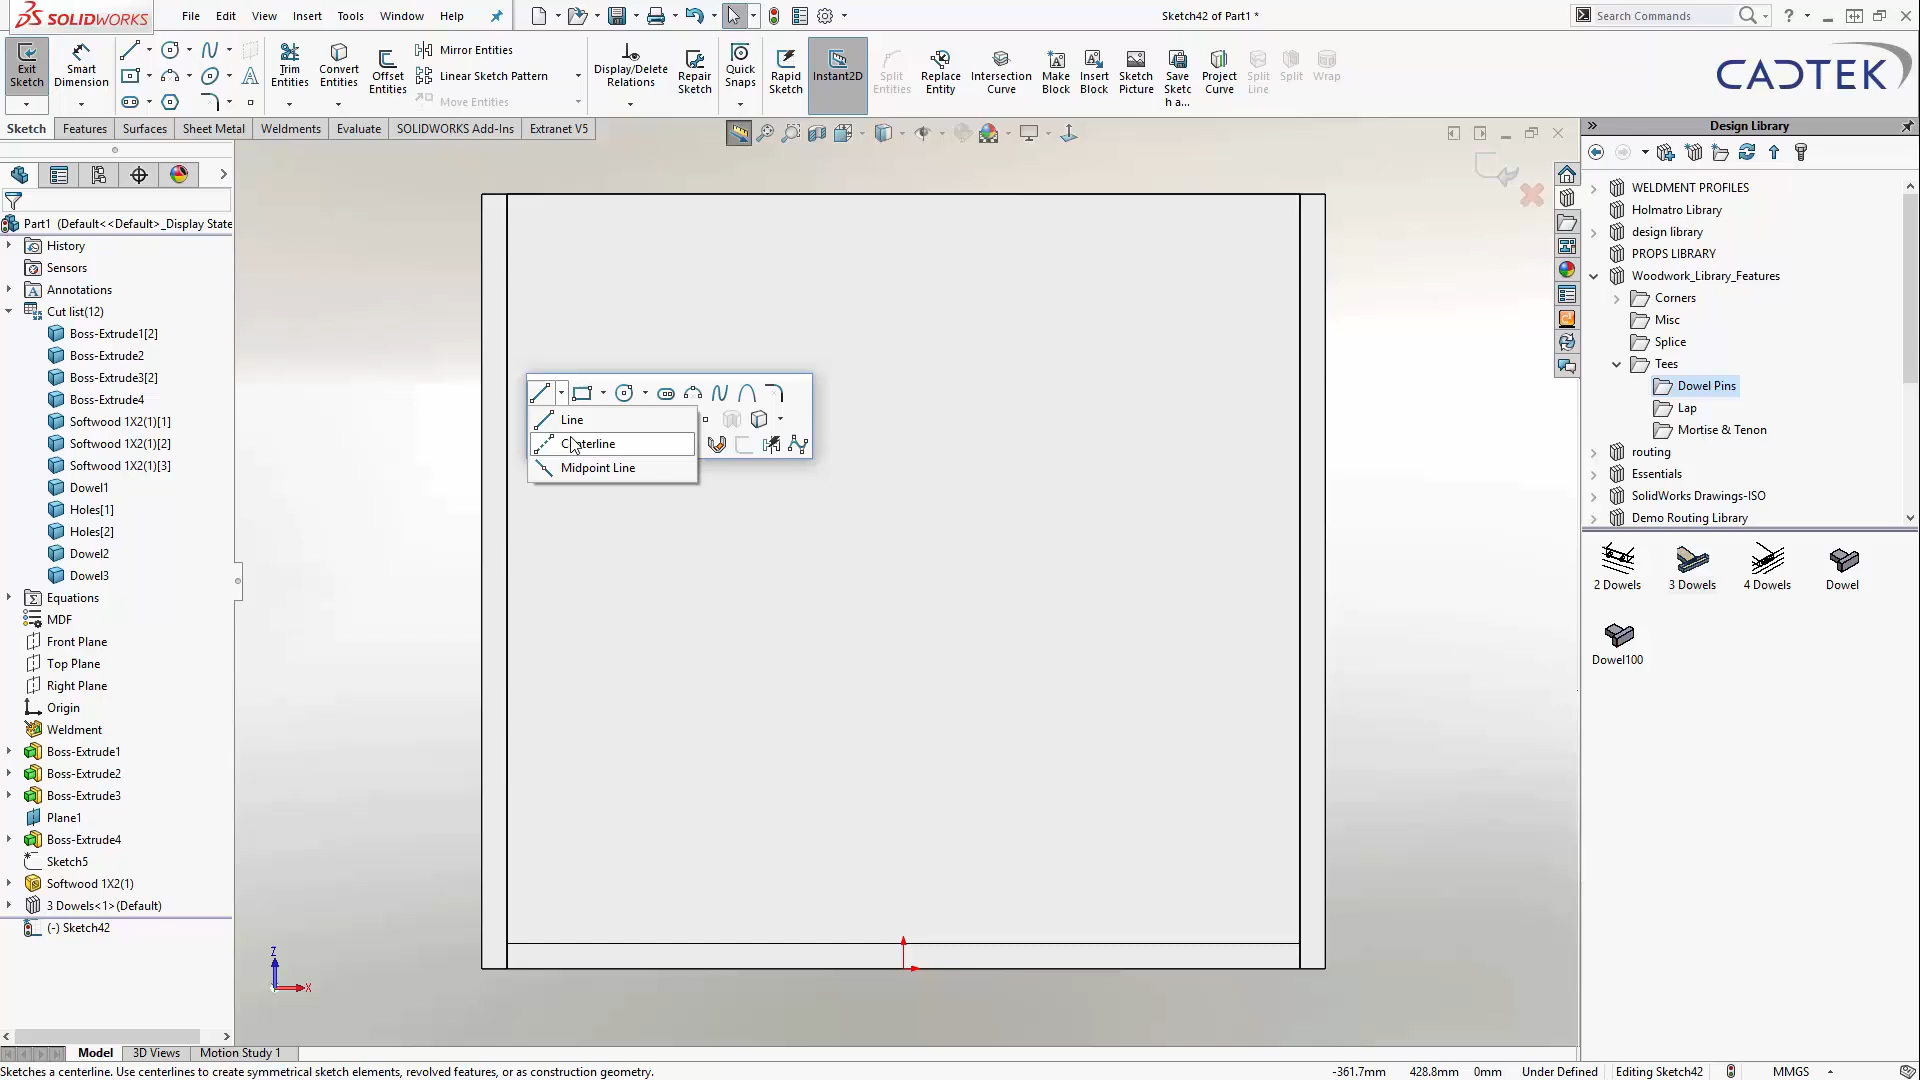 SOLIDWORKS
File
Edit
View
Insert
Tools
Window
Help
Sketch42 of Part1 *
Search Commands
Exit
Sketch
Smart
Dimension
Trim
Entities
Convert
Entities
Offset
Entities
Mirror Entities
Linear Sketch Pattern
Move Entities
Display/Delete
Relations
Repair
Sketch
Quick
Snaps
Rapid
Sketch
Instant2D
Split
Entities
Replace
Entity
Intersection
Curve
Make
Block
Insert
Block
Sketch
Picture
Save
Sketc
h a...
Project
Curve
Split
Line
Split
Wrap
CADTEK
Sketch
Features
Surfaces
Sheet Metal
Weldments
Evaluate
SOLIDWORKS Add-Ins
Extranet V5
Part1 (Default<<Default>_Display State
History
Sensors
Annotations
Cut list(12)
Boss-Extrude1[2]
Boss-Extrude2
Boss-Extrude3[2]
Boss-Extrude4
Softwood 1X2(1)[1]
Softwood 1X2(1)[2]
Softwood 1X2(1)[3]
Dowel1
Holes[1]
Holes[2]
Dowel2
Dowel3
Equations
MDF
Front Plane
Top Plane
Right Plane
Origin
Weldment
Boss-Extrude1
Boss-Extrude2
Boss-Extrude3
Plane1
Boss-Extrude4
Sketch5
Softwood 1X2(1)
3 Dowels<1>(Default)
(-) Sketch42
Line
Centerline
Midpoint Line
Z
X
Design Library
WELDMENT PROFILES
Holmatro Library
design library
PROPS LIBRARY
Woodwork_Library_Features
Corners
Misc
Splice
Tees
Dowel Pins
Lap
Mortise & Tenon
routing
Essentials
SolidWorks Drawings-ISO
Demo Routing Library
2 Dowels
3 Dowels
4 Dowels
Dowel
Dowel100
Model
3D Views
Motion Study 1
Sketches a centerline. Use centerlines to create symmetrical sketch elements, revolved features, or as construction geometry.
-361.7mm
428.8mm
0mm
Under Defined
Editing Sketch42
MMGS